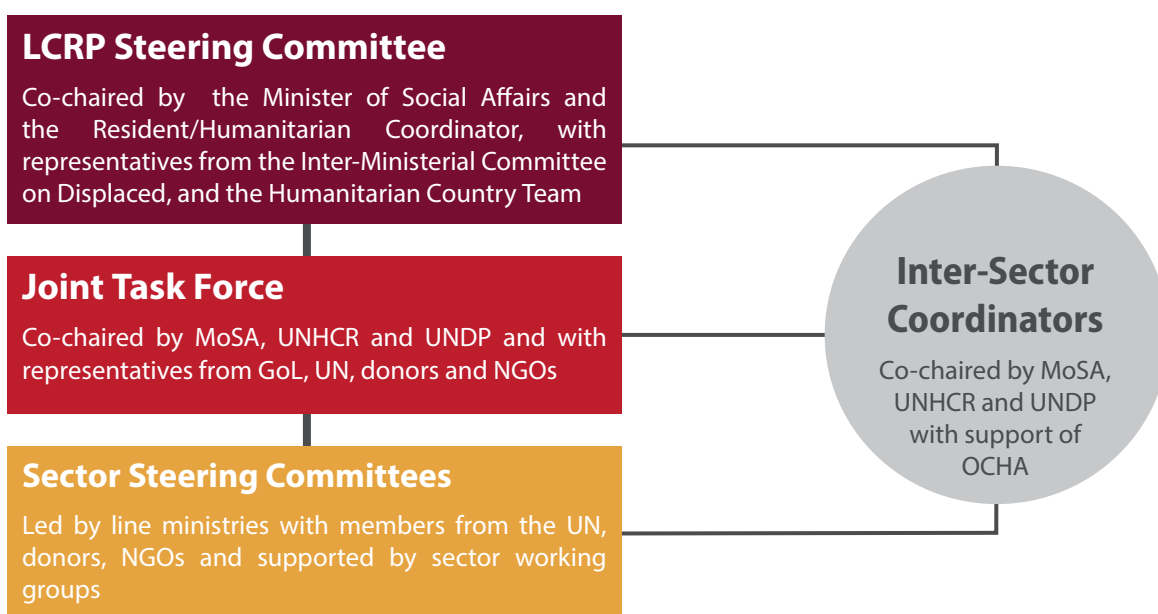 LCRP Steering Committee
Co-chaired by the Minister of Social Affairs and
the Resident/Humanitarian Coordinator, with
representatives from the Inter-Ministerial Committee
on Displaced, and the Humanitarian Country Team
Joint Task Force
Co-chaired by MoSA, UNHCR and UNDP and with
representatives from GoL, UN, donors and NGOs
Sector Steering Committees
Led by line ministries with members from the UN,
donors, NGOs and supported by sector working
groups
Inter-Sector
Coordinators
Co-chaired by MoSA,
UNHCR and UNDP
with support of
OCHA